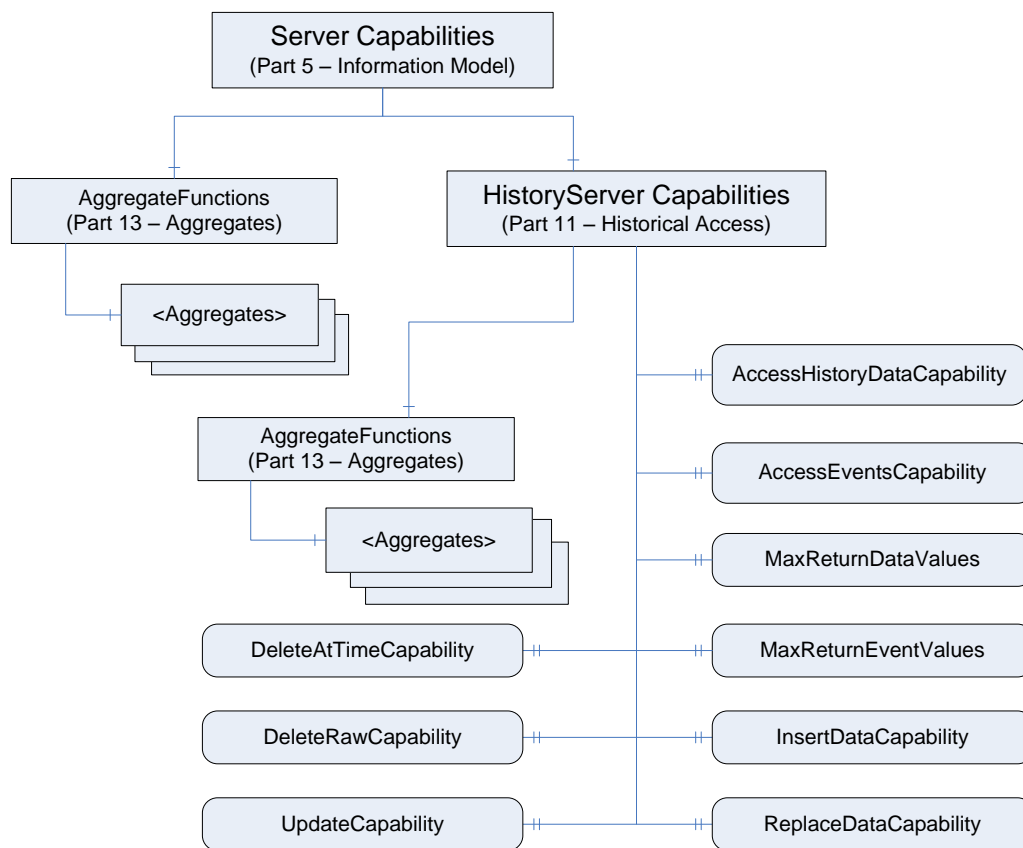 Server Capabilities
(Part 5 – Information Model)
AggregateFunctions
(Part 13 – Aggregates)
HistoryServer Capabilities
(Part 11 – Historical Access)
<Aggregates>
AccessHistoryDataCapability
AggregateFunctions
(Part 13 – Aggregates)
AccessEventsCapability
<Aggregates>
MaxReturnDataValues
DeleteAtTimeCapability
MaxReturnEventValues
DeleteRawCapability
InsertDataCapability
UpdateCapability
ReplaceDataCapability